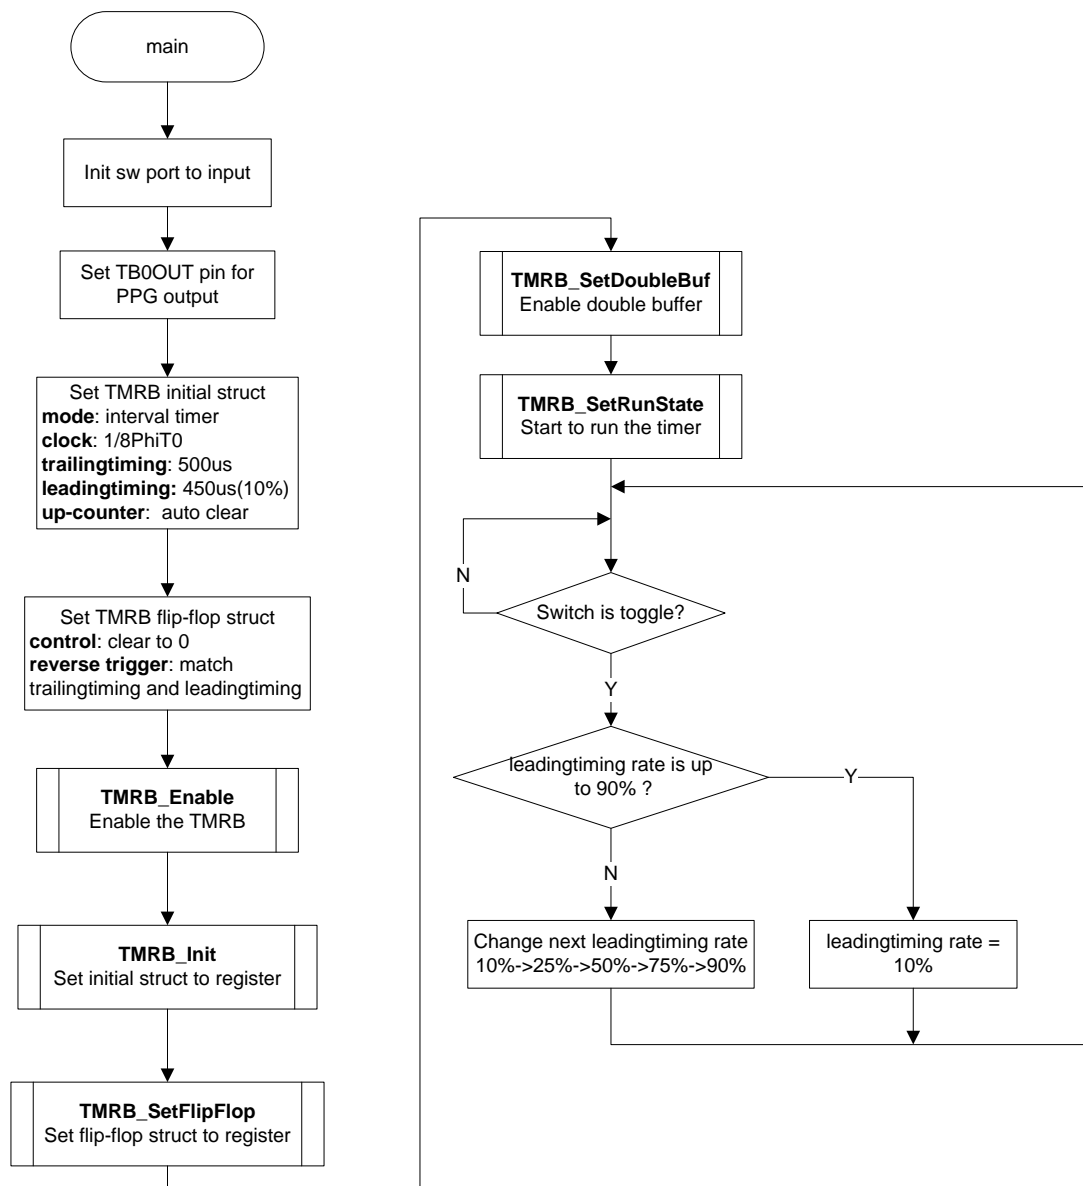 main
Init sw port to input
Set TB0OUT pin for
PPG output
Set TMRB initial struct
mode: interval timer
clock: 1/8PhiT0
trailingtiming: 500us
leadingtiming: 450us(10%)
up-counter:  auto clear
Set TMRB flip-flop struct
control: clear to 0
reverse trigger: match
trailingtiming and leadingtiming
TMRB_Enable
Enable the TMRB
TMRB_Init
Set initial struct to register
TMRB_SetFlipFlop
Set flip-flop struct to register
TMRB_SetDoubleBuf
Enable double buffer
TMRB_SetRunState
Start to run the timer
N
Switch is toggle?
Y
leadingtiming rate is up
to 90% ?
Y
N
Change next leadingtiming rate
10%->25%->50%->75%->90%
leadingtiming rate =
10%